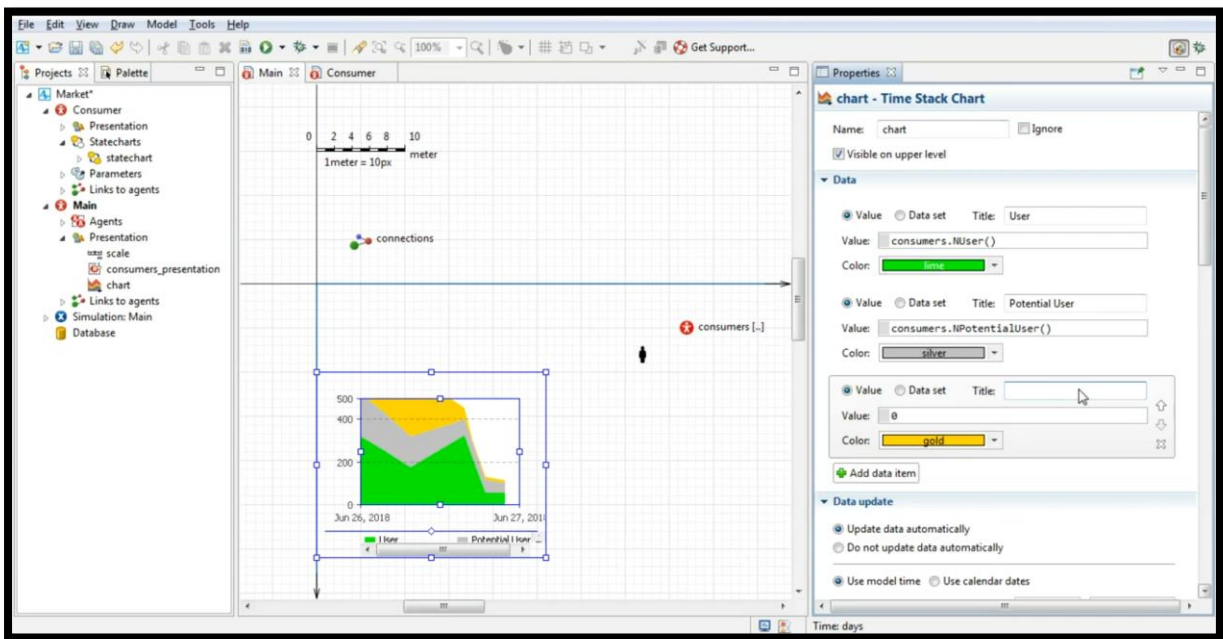 File Edit View Draw Model Tools Help
100% Get Support...
Projects Palette
Market*
Consumer
Presentation
Statecharts
statechart
Parameters
Links to agents
Main
Agents
Presentation
scale
consumers_presentation
chart
Links to agents
Simulation: Main
Database
Main Consumer
0 2 4 6 8 10
meter
1meter = 10px
connections
consumers [..]
500
400
200
0
Jun 26, 2018 Jun 27, 201
User Potential User
Properties
chart - Time Stack Chart
Name: chart Ignore
Visible on upper level
Data
Value Data set Title: User
Value: consumers.NUser()
Color: lime
Value Data set Title: Potential User
Value: consumers.NPotentialUser()
Color: silver
Value Data set Title:
Value: 0
Color: gold
Add data item
Data update
Update data automatically
Do not update data automatically
Use model time Use calendar dates
Time: days